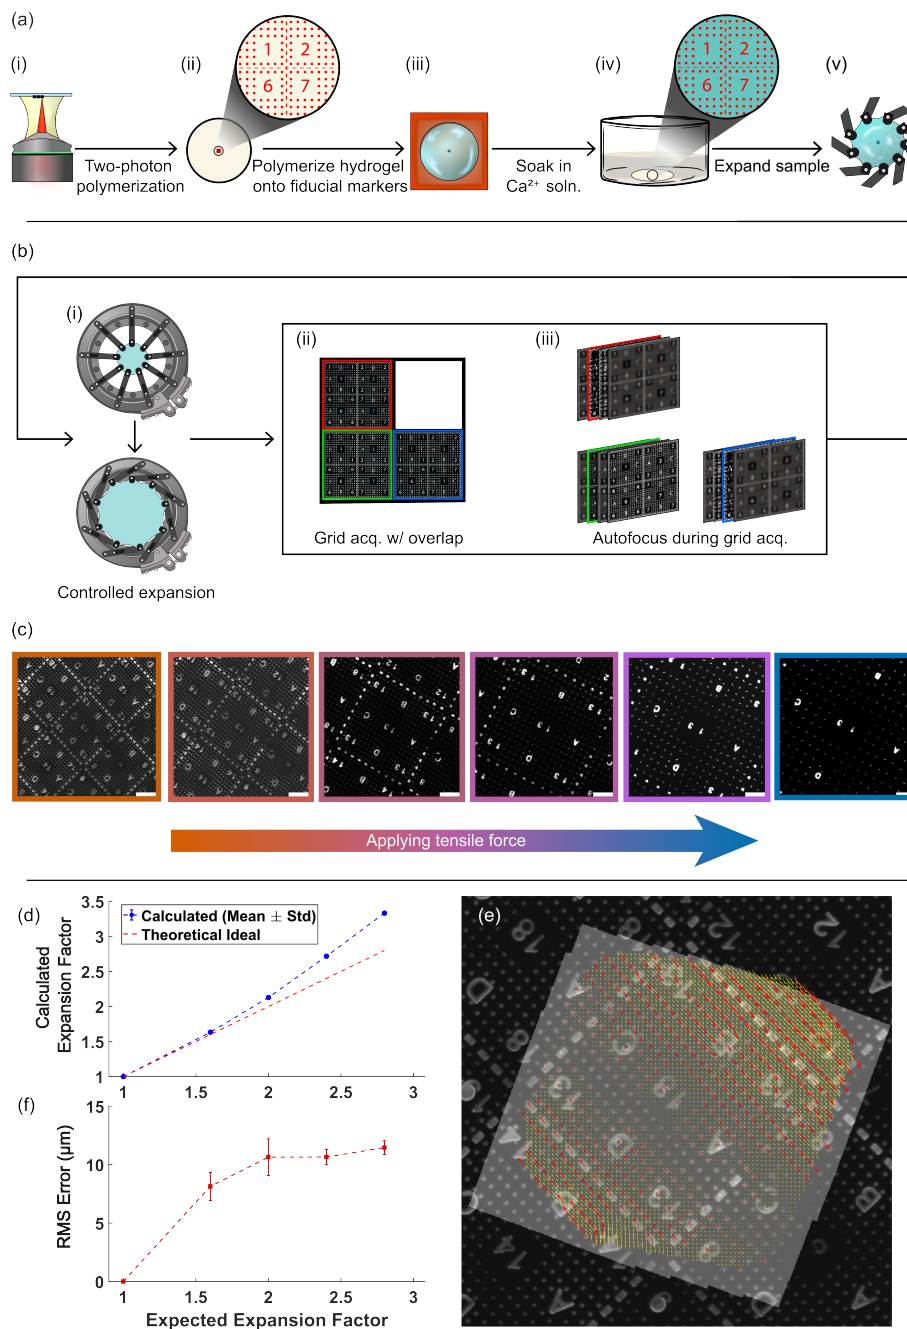 (a)
(i)
(ii)
(iii)
(iv)
(v)
1 2
6 7
1 2
6 7
Two-photon
polymerization
Polymerize hydrogel
onto fiducial markers
Soak in
Ca²⁺ soln.
Expand sample
(b)
(i)
(ii)
(iii)
Controlled expansion
Grid acq. w/ overlap
Autofocus during grid acq.
(c)
Applying tensile force
(d)
Calculated (Mean ± Std)
Theoretical Ideal
Calculated
Expansion Factor
3.5
3
2.5
2
1.5
1
1 1.5 2 2.5 3
(e)
(f)
RMS Error (µm)
15
10
5
0
1 1.5 2 2.5 3
Expected Expansion Factor